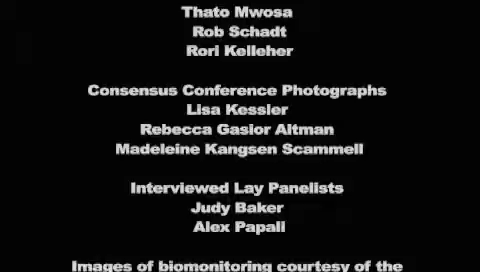 Thato Mwosa
Rob Schadt
Rori Kelleher
Consensus Conference Photographs
Lisa Kessler
Rebecca Gasior Altman
Madeleine Kangsen Scammell
Interviewed Lay Panelists
Judy Baker
Alex Papali
Images of biomonitoring courtesy of the